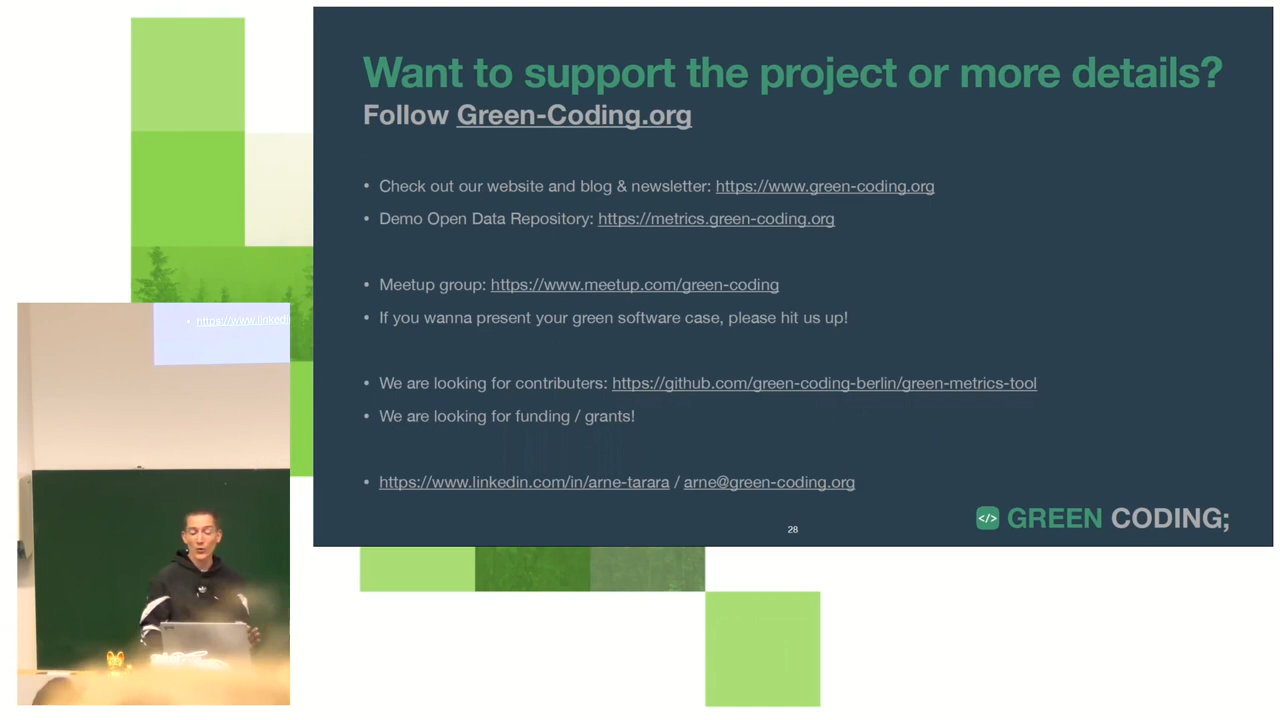 Want to support the project or more details?
Follow Green-Coding.org
• Check out our website and blog & newsletter: https://www.green-coding.org
• Demo Open Data Repository: https://metrics.green-coding.org
• Meetup group: https://www.meetup.com/green-coding
• If you wanna present your green software case, please hit us up!
• We are looking for contributers: https://github.com/green-coding-berlin/green-metrics-tool
• We are looking for funding / grants!
• https://www.linkedin.com/in/arne-tarara / arne@green-coding.org
28
</> GREEN CODING;
• https://www.linkedi